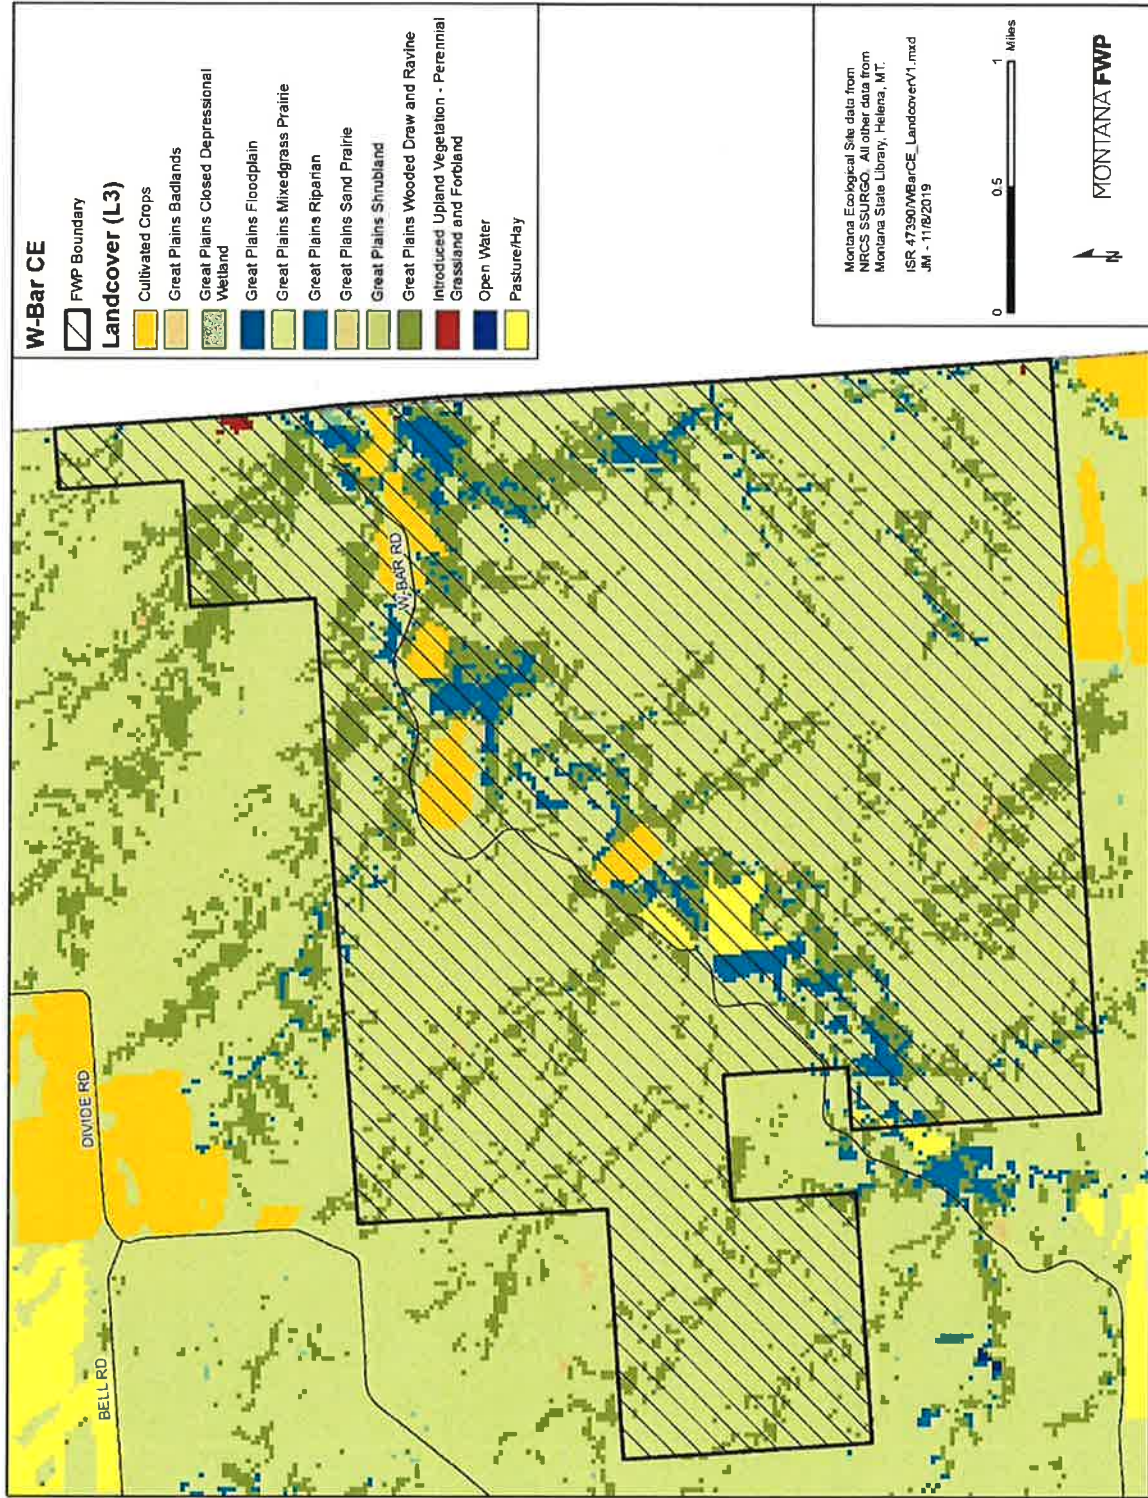 W-Bar CE
FWP Boundary
Landcover (L3)
Cultivated Crops
Great Plains Badlands
Great Plains Closed Depressional
Wetland
Great Plains Floodplain
Great Plains Mixedgrass Prairie
Great Plains Riparian
Great Plains Sand Prairie
Great Plains Shrubland
Great Plains Wooded Draw and Ravine
Introduced Upland Vegetation - Perennial
Grassland and Forbland
Open Water
Pasture/Hay
BELL RD
DIVIDE RD
W-BAR RD
Montana Ecological Site data from
NRCS SSURGO. All other data from
Montana State Library, Helena, MT.
ISR 47390/WBarCE_LandcoverV1.mxd
JM - 11/8/2019
0 0.5 1
Miles
N
MONTANA FWP